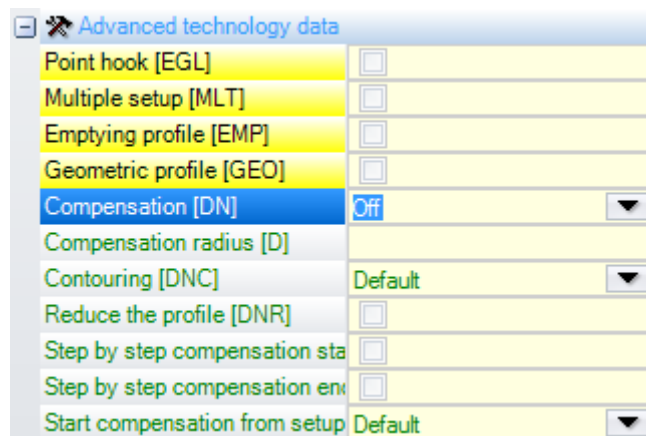 Advanced technology data
Point hook [EGL]
Multiple setup [MLT]
Emptying profile [EMP]
Geometric profile [GEO]
Compensation [DN] Off
Compensation radius [D]
Contouring [DNC] Default
Reduce the profile [DNR]
Step by step compensation sta
Step by step compensation en
Start compensation from setup Default